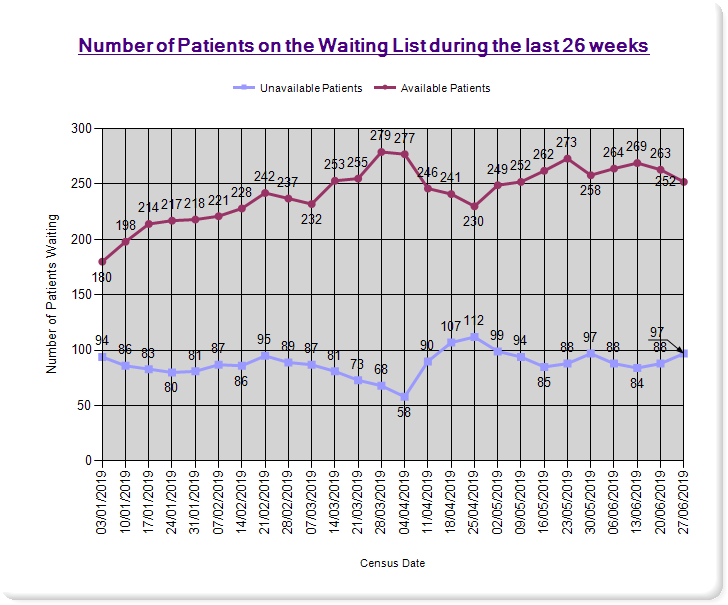 Number of Patients on the Waiting List during the last 26 weeks
Unavailable Patients Available Patients
300
250
200
150
100
50
0
Number of Patients Waiting
180 198 214 217 218 221 228 242 237 232 253 255 279 277 246 241 230 249 252 262 273 258 264 269 263 252
94 86 83 80 81 87 86 95 89 87 81 73 68 58 90 107 112 99 94 85 88 97 88 84 88 97
03/01/2019 10/01/2019 17/01/2019 24/01/2019 31/01/2019 07/02/2019 14/02/2019 21/02/2019 28/02/2019 07/03/2019 14/03/2019 21/03/2019 28/03/2019 04/04/2019 11/04/2019 18/04/2019 25/04/2019 02/05/2019 09/05/2019 16/05/2019 23/05/2019 30/05/2019 06/06/2019 13/06/2019 20/06/2019 27/06/2019
Census Date